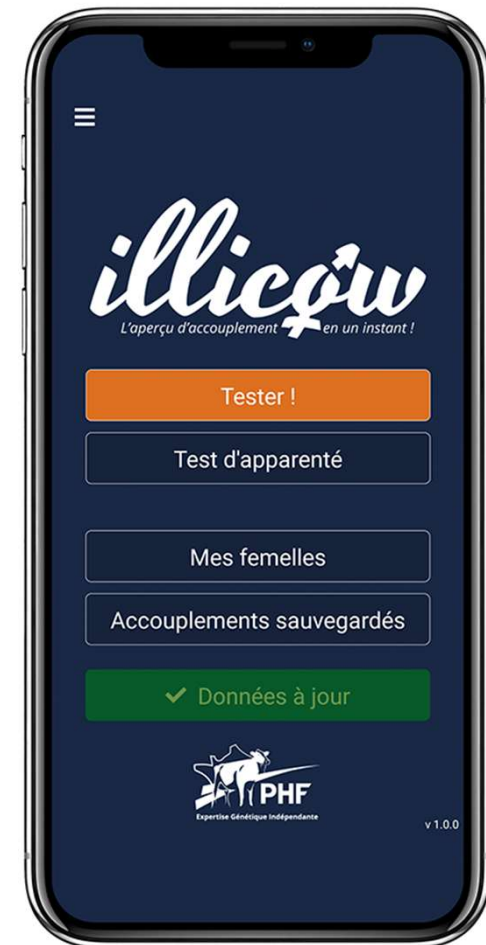 illicow
L'aperçu d'accouplement en un instant !
Tester !
Test d'apparenté
Mes femelles
Accouplements sauvegardés
Données à jour
PHF
Expertise Génétique Indépendante
v 1.0.0